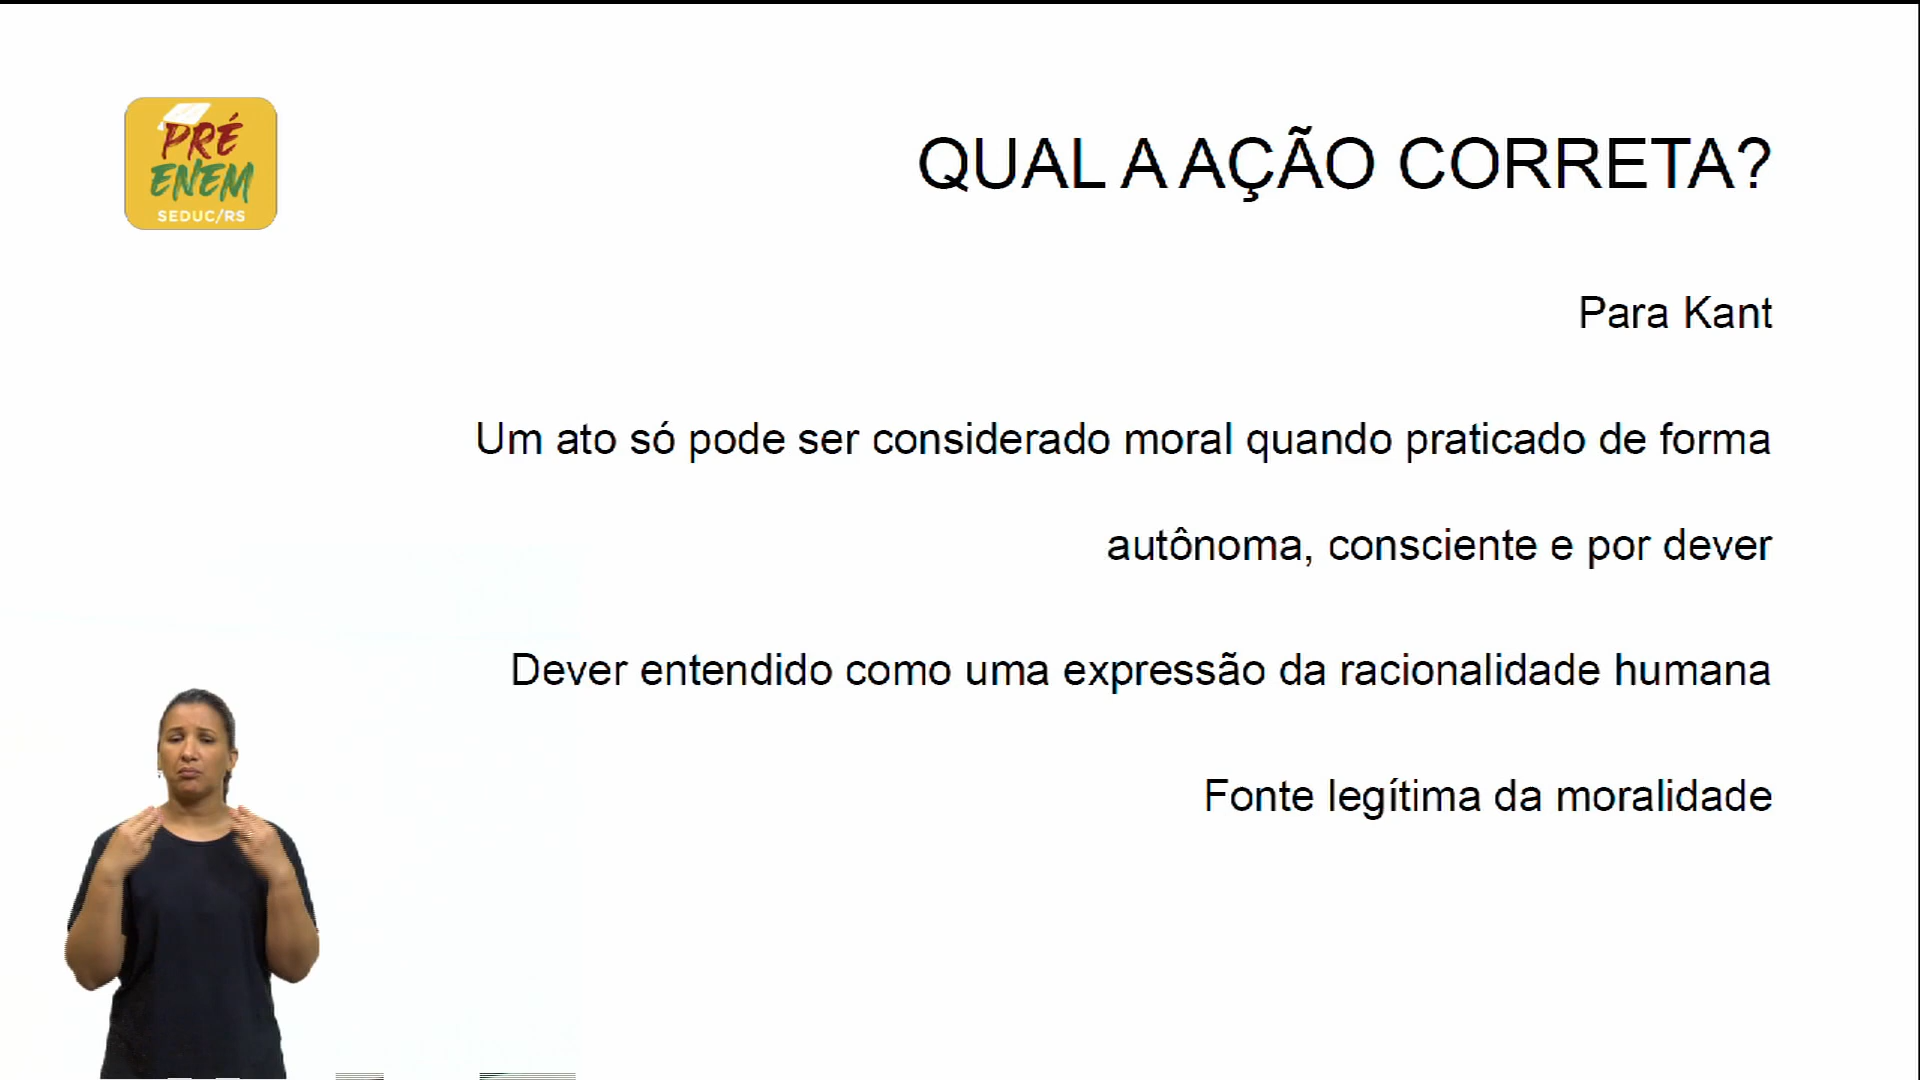 PRÉ
ENEM
SEDUC/RS
QUAL A AÇÃO CORRETA?
Para Kant
Um ato só pode ser considerado moral quando praticado de forma
autônoma, consciente e por dever
Dever entendido como uma expressão da racionalidade humana
Fonte legítima da moralidade